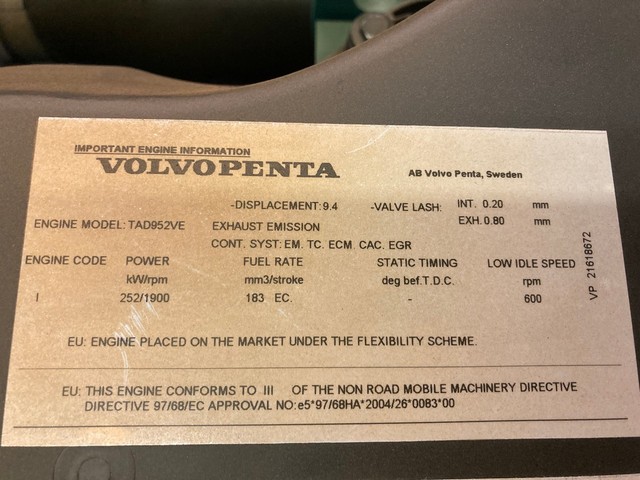 IMPORTANT ENGINE INFORMATION
VOLVO PENTA
AB Volvo Penta, Sweden
-DISPLACEMENT:9.4 -VALVE LASH: INT. 0.20 mm
EXH. 0.80 mm
ENGINE MODEL: TAD952VE EXHAUST EMISSION
CONT. SYST: EM. TC. ECM. CAC. EGR
ENGINE CODE POWER FUEL RATE STATIC TIMING LOW IDLE SPEED
kW/rpm mm3/stroke deg bef.T.D.C. rpm
I 252/1900 183 EC. - 600
VP 21618672
EU: ENGINE PLACED ON THE MARKET UNDER THE FLEXIBILITY SCHEME.
EU: THIS ENGINE CONFORMS TO III OF THE NON ROAD MOBILE MACHINERY DIRECTIVE
DIRECTIVE 97/68/EC APPROVAL NO:e5*97/68HA*2004/26*0083*00